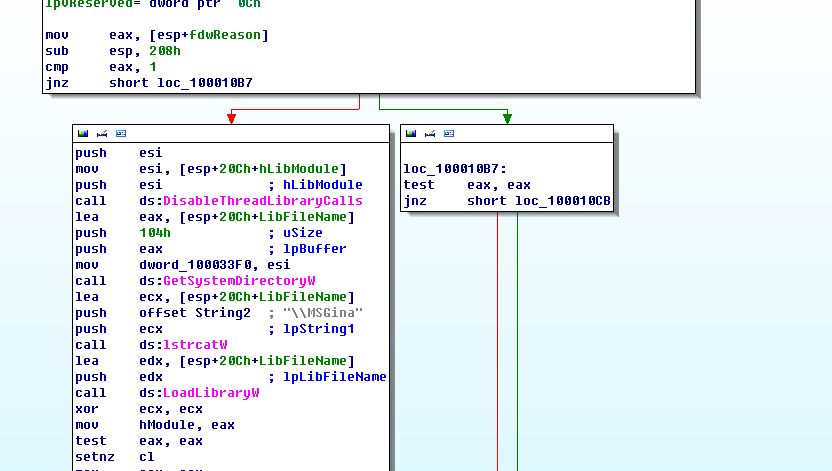 lpvReserved= dword ptr  0Ch
mov     eax, [esp+fdwReason]
sub     esp, 208h
cmp     eax, 1
jnz     short loc_100010B7
push    esi
mov     esi, [esp+20Ch+hLibModule]
push    esi             ; hLibModule
call    ds:DisableThreadLibraryCalls
lea     eax, [esp+20Ch+LibFileName]
push    104h            ; uSize
push    eax             ; lpBuffer
mov     dword_100033F0, esi
call    ds:GetSystemDirectoryW
lea     ecx, [esp+20Ch+LibFileName]
push    offset String2  ; "\\MSGina"
push    ecx             ; lpString1
call    ds:lstrcatW
lea     edx, [esp+20Ch+LibFileName]
push    edx             ; lpLibFileName
call    ds:LoadLibraryW
xor     ecx, ecx
mov     hModule, eax
test    eax, eax
setnz   cl
loc_100010B7:
test    eax, eax
jnz     short loc_100010CB